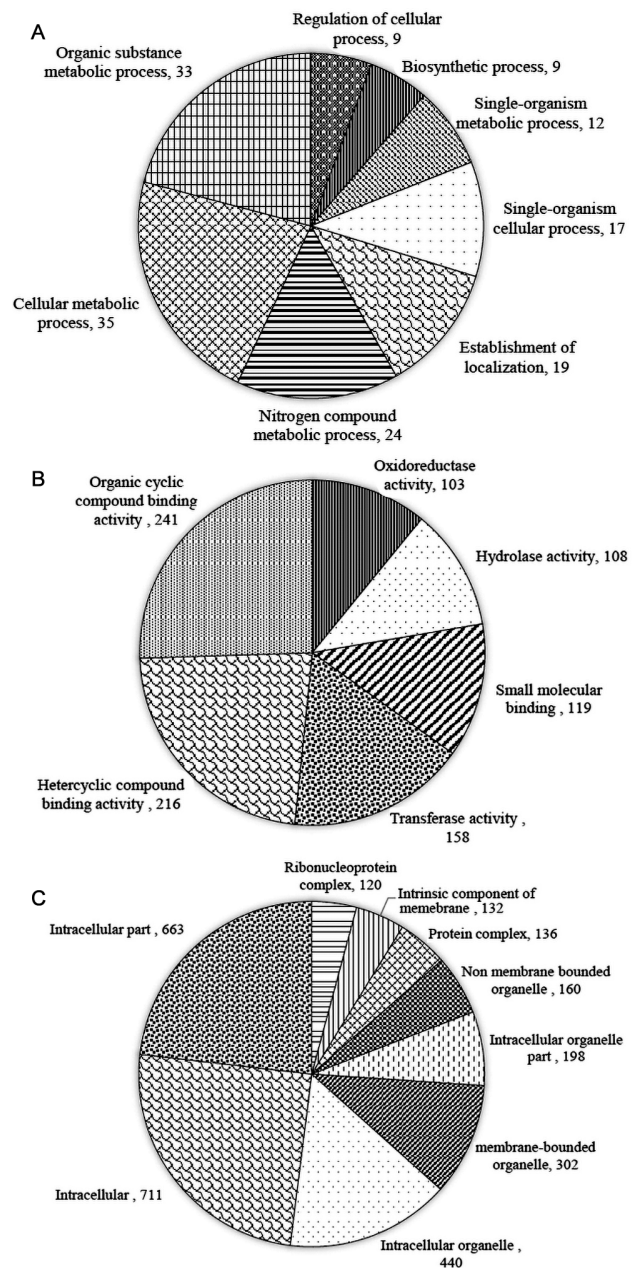 A
Regulation of cellular
process, 9
Biosynthetic process, 9
Single-organism
metabolic process, 12
Single-organism
cellular process, 17
Establishment of
localization, 19
Nitrogen compound
metabolic process, 24
Cellular metabolic
process, 35
Organic substance
metabolic process, 33
B
Oxidoreductase
activity, 103
Hydrolase activity, 108
Small molecular
binding , 119
Transferase activity ,
158
Hetercyclic compound
binding activity , 216
Organic cyclic
compound binding
activity , 241
C
Ribonucleoprotein
complex, 120
Intrinsic component of
memebrane , 132
Protein complex, 136
Non membrane bounded
organelle , 160
Intracellular organelle
part , 198
membrane-bounded
organelle, 302
Intracellular organelle ,
440
Intracellular , 711
Intracellular part , 663